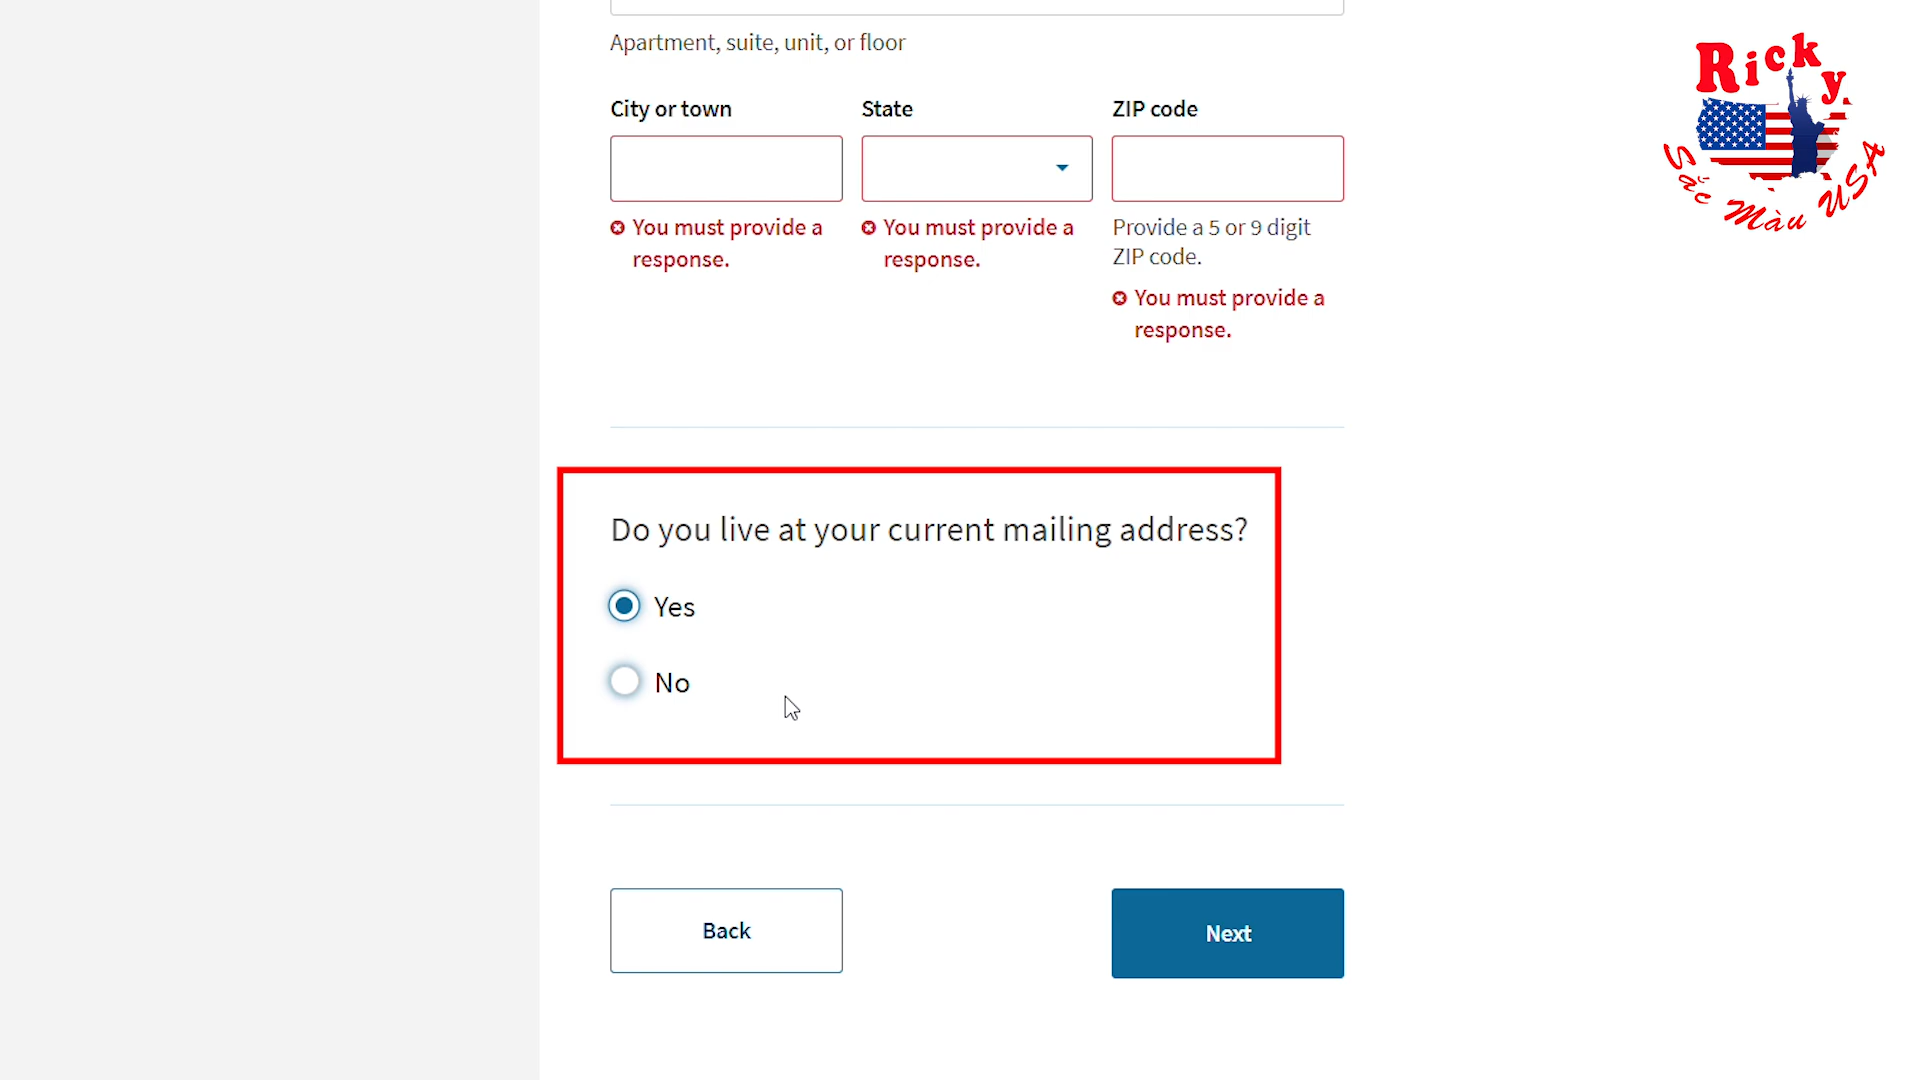 Apartment, suite, unit, or floor
City or town
State
ZIP code
You must provide a
response.
You must provide a
response.
Provide a 5 or 9 digit
ZIP code.
You must provide a
response.
Do you live at your current mailing address?
Yes
No
Back
Next
Ricky
Sắc Màu USA